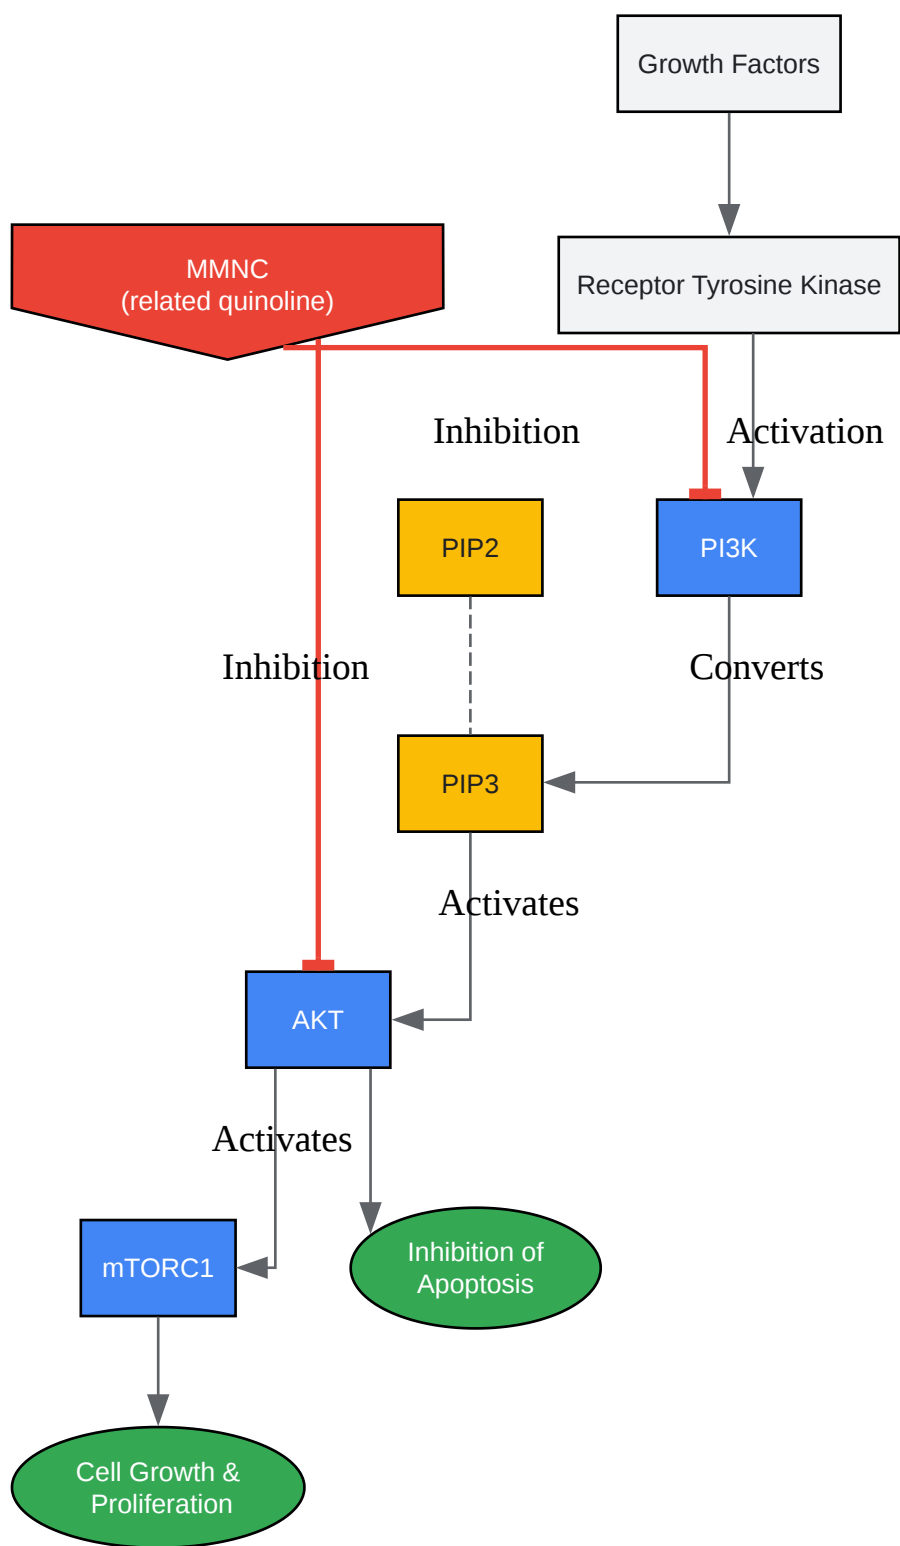 Growth Factors
MMNC
(related quinoline)
Receptor Tyrosine Kinase
Inhibition
Activation
PIP2
PI3K
Inhibition
Converts
PIP3
Activates
AKT
Activates
mTORC1
Inhibition of
Apoptosis
Cell Growth &
Proliferation